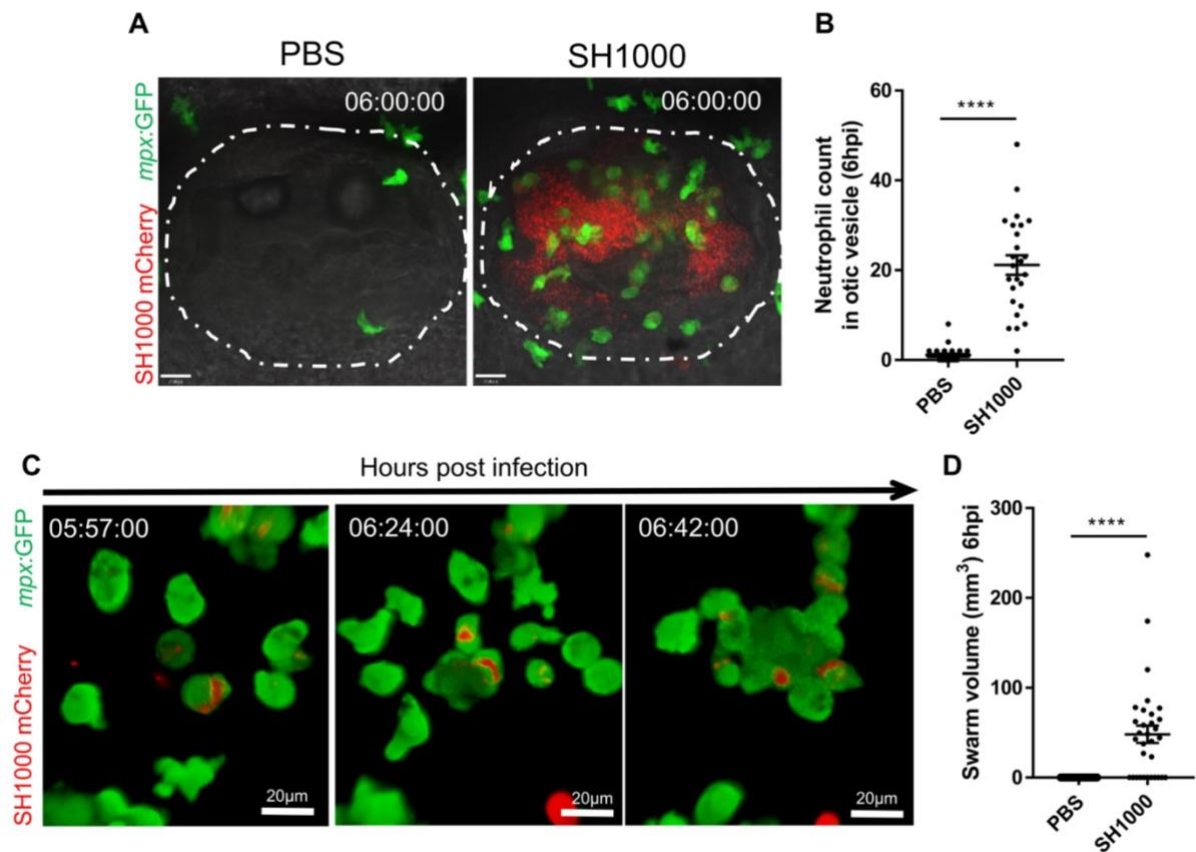 A
PBS
SH1000
SH1000 mCherry mpx:GFP
06:00:00
06:00:00
B
Neutrophil count
in otic vesicle (6hpi)
60
40
20
0
****
PBS
SH1000
C
Hours post infection
SH1000 mCherry mpx:GFP
05:57:00
06:24:00
06:42:00
20μm
20μm
20μm
D
Swarm volume (mm³) 6hpi
300
200
100
0
****
PBS
SH1000